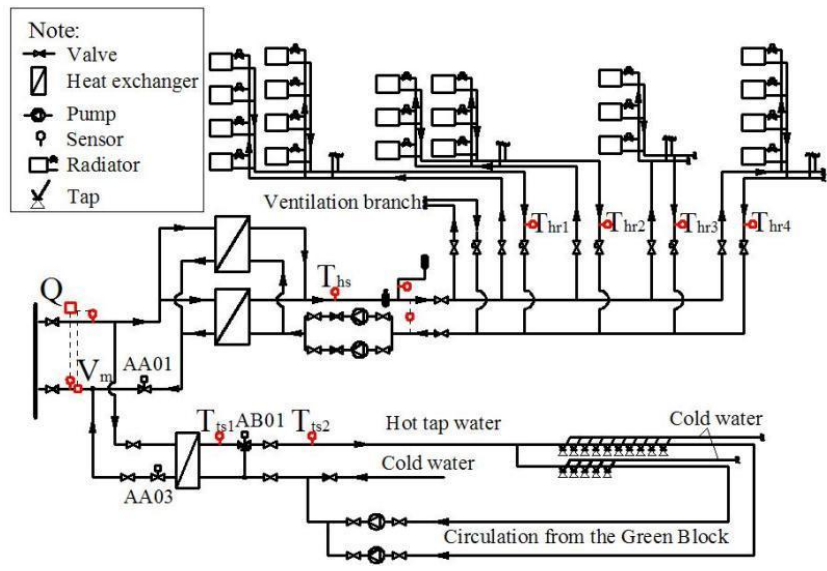 Note:
Valve
Heat exchanger
Pump
Sensor
Radiator
Tap
Ventilation branch
Thr1
Thr2
Thr3
Thr4
Ths
Q
Vm
AA01
Tts1
AB01
Tts2
Hot tap water
Cold water
Cold water
AA03
Circulation from the Green Block